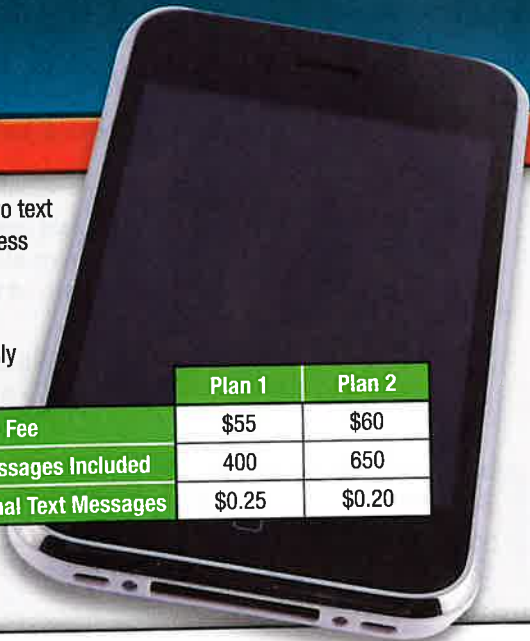 o text
ess
ly
Plan 1 Plan 2
Fee $55 $60
ssages Included 400 650
nal Text Messages $0.25 $0.20